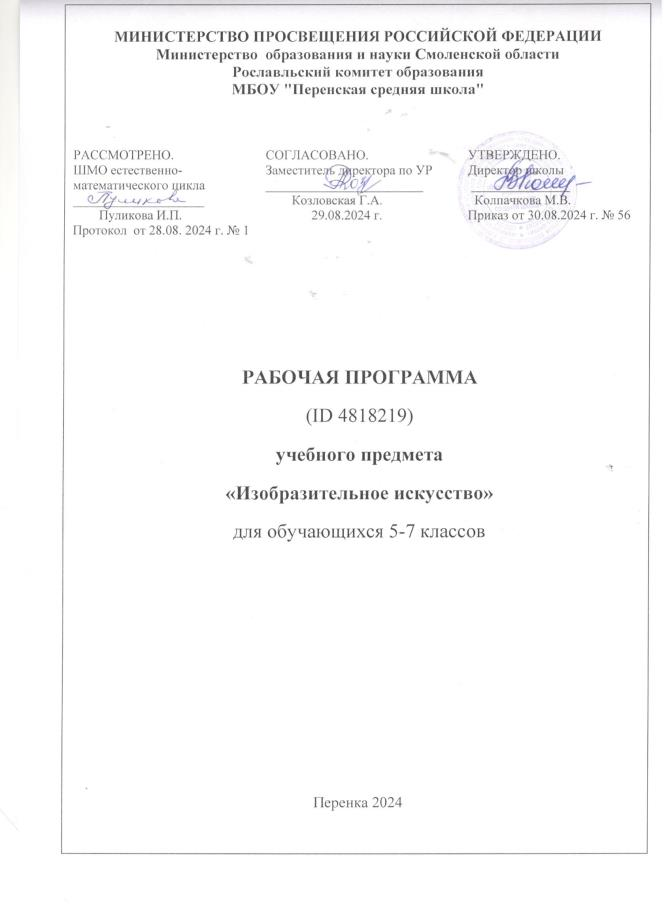 МИНИСТЕРСТВО ПРОСВЕЩЕНИЯ РОССИЙСКОЙ ФЕДЕРАЦИИ
Министерство образования и науки Смоленской области
Рославльский комитет образования
МБОУ "Перенская средняя школа"
РАССМОТРЕНО.
ШМО естественно-
математического цикла
Пуликова
Пуликова И.П.
Протокол от 28.08. 2024 г. № 1
СОГЛАСОВАНО.
Заместитель директора по УР
Козловская Г.А.
29.08.2024 г.
УТВЕРЖДЕНО.
Директор школы
Колпачкова М.В.
Приказ от 30.08.2024 г. № 56
РАБОЧАЯ ПРОГРАММА
(ID 4818219)
учебного предмета
«Изобразительное искусство»
для обучающихся 5-7 классов
Перенка 2024